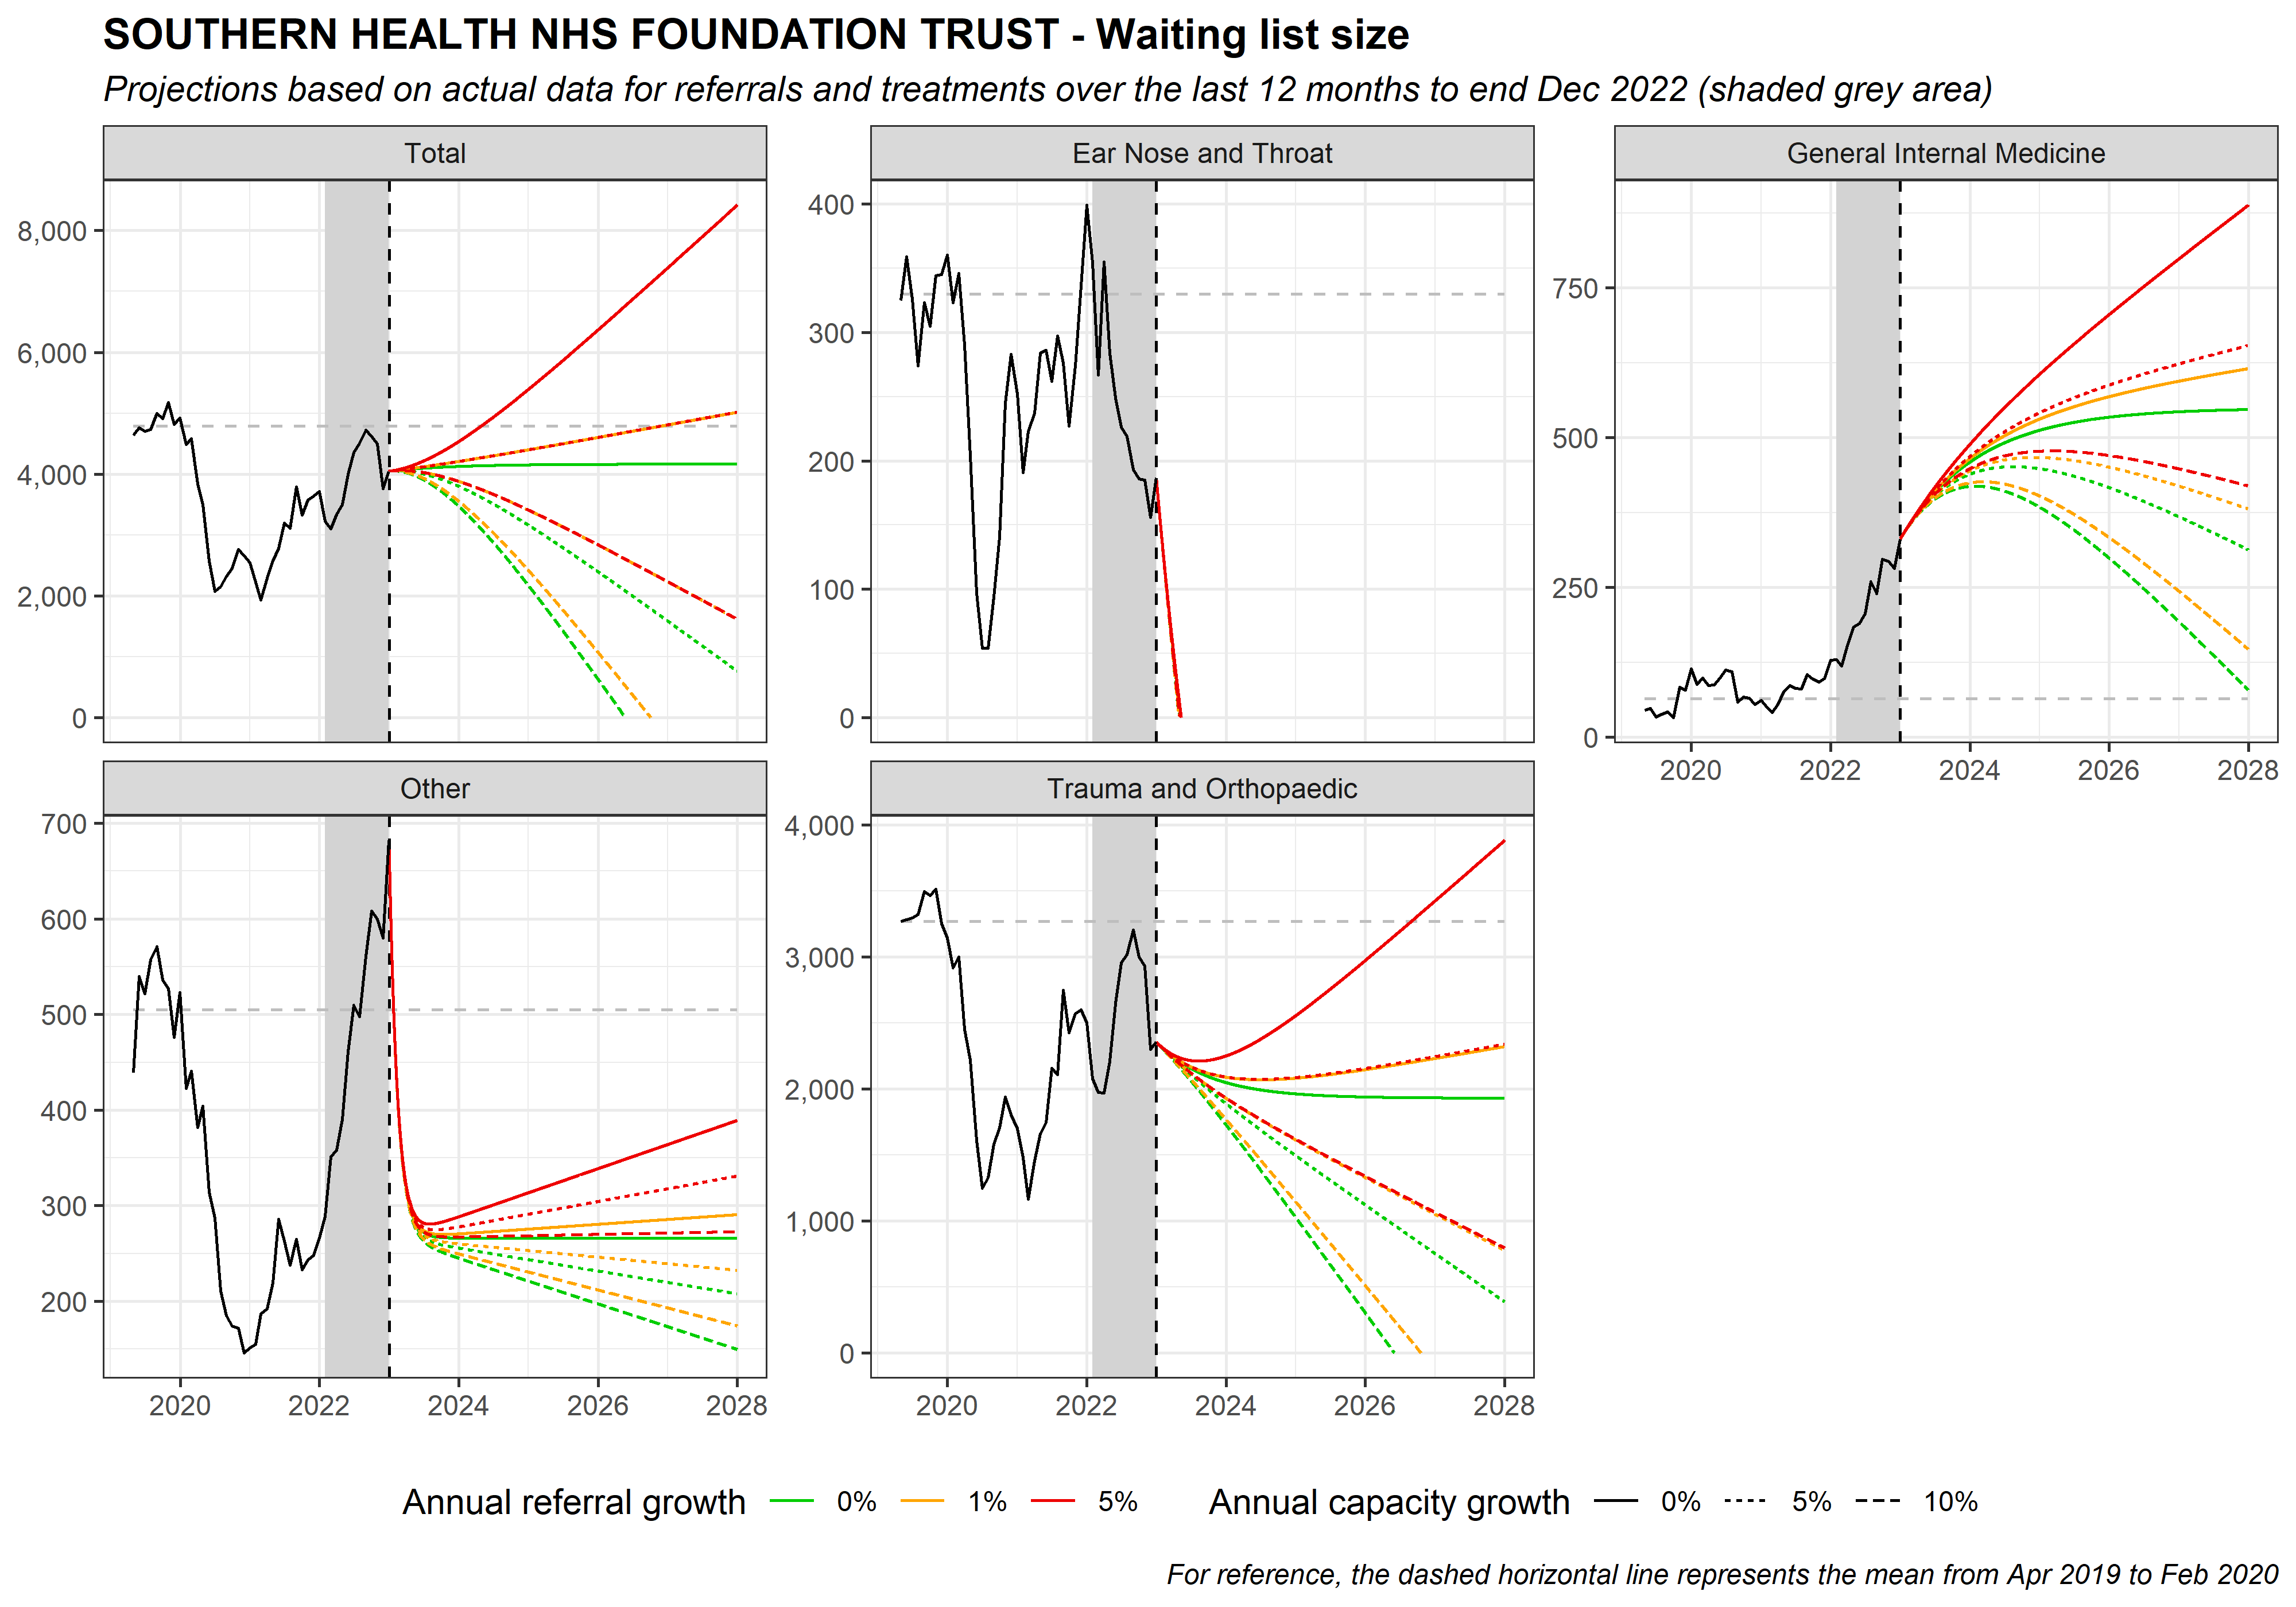 SOUTHERN HEALTH NHS FOUNDATION TRUST - Waiting list size
Projections based on actual data for referrals and treatments over the last 12 months to end Dec 2022 (shaded grey area)
Total
8,000
6,000
4,000
2,000
0
Ear Nose and Throat
400
300
200
100
0
General Internal Medicine
750
500
250
0
2020 2022 2024 2026 2028
Other
700
600
500
400
300
200
2020 2022 2024 2026 2028
Trauma and Orthopaedic
4,000
3,000
2,000
1,000
0
2020 2022 2024 2026 2028
Annual referral growth 0% 1% 5% Annual capacity growth 0% 5% 10%
For reference, the dashed horizontal line represents the mean from Apr 2019 to Feb 2020